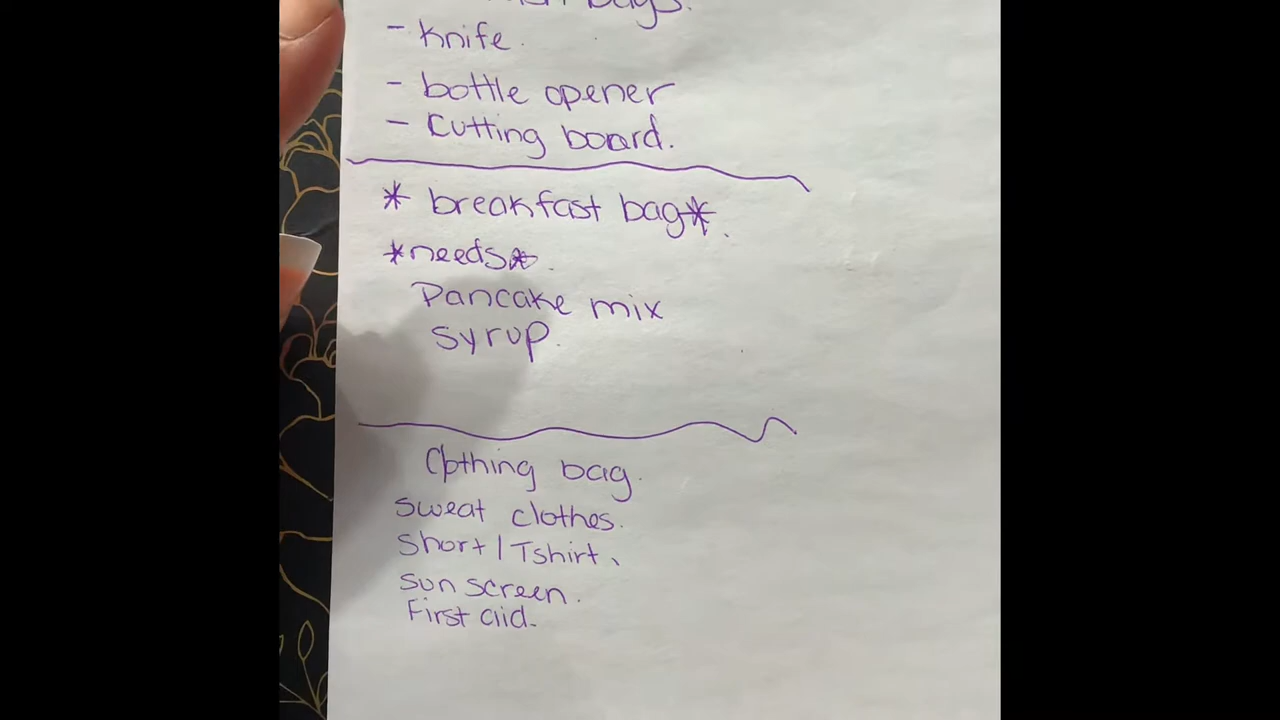 bags.
- Knife.
- bottle opener
- Cutting board.
* breakfast bag*.
*needs*.
Pancake mix
Syrup.
Clothing bag.
Sweat clothes.
Short/Tshirt.
Sun screen.
First aid-